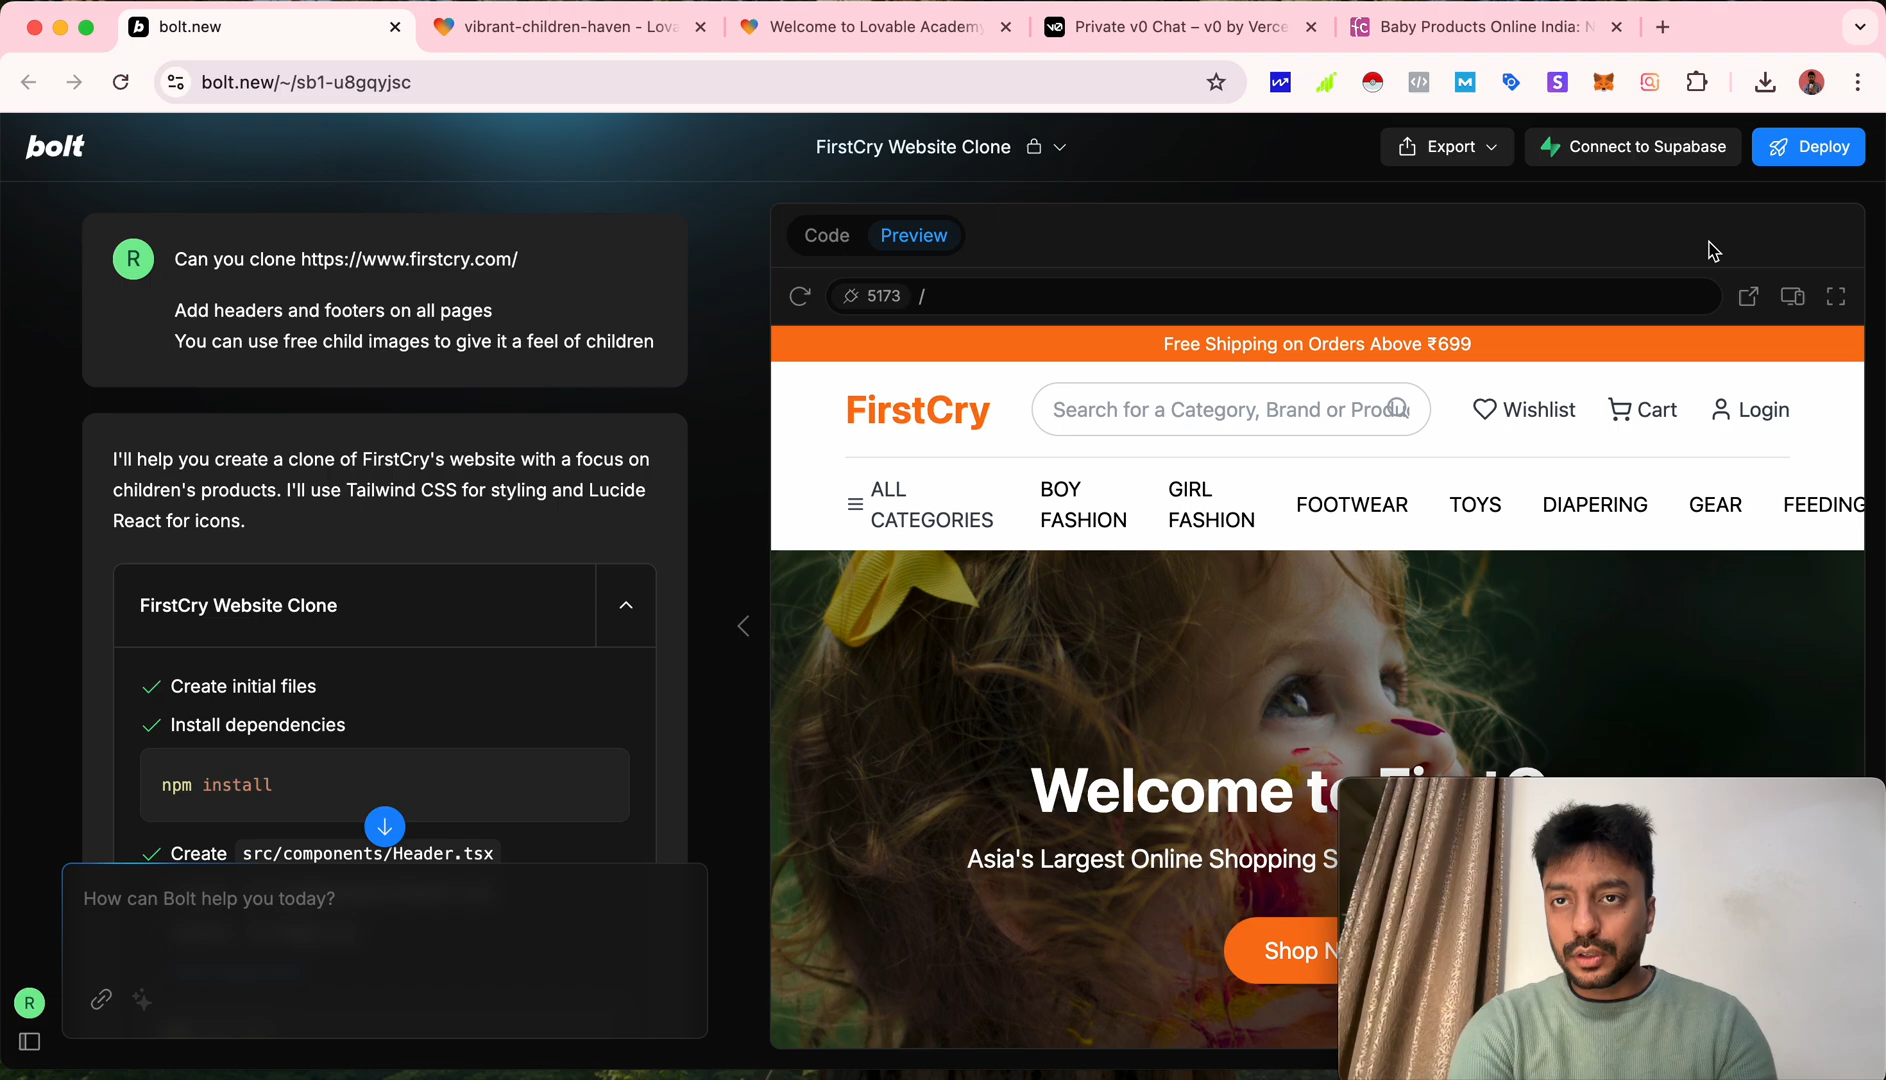 bolt.new
vibrant-children-haven - Lova
Welcome to Lovable Academy
v0
Private v0 Chat – v0 by Verce
fc
Baby Products Online India: N
bolt.new/~/sb1-u8gqyjsc
bolt
FirstCry Website Clone
Export
Connect to Supabase
Deploy
R
Can you clone https://www.firstcry.com/
Add headers and footers on all pages
You can use free child images to give it a feel of children
I'll help you create a clone of FirstCry's website with a focus on
children's products. I'll use Tailwind CSS for styling and Lucide
React for icons.
FirstCry Website Clone
Create initial files
Install dependencies
npm install
Create src/components/Header.tsx
How can Bolt help you today?
R
Code
Preview
5173 /
Free Shipping on Orders Above ₹699
FirstCry
Search for a Category, Brand or Produ
Wishlist
Cart
Login
ALL
CATEGORIES
BOY
FASHION
GIRL
FASHION
FOOTWEAR
TOYS
DIAPERING
GEAR
FEEDING
Welcome to
Asia's Largest Online Shopping S
Shop N